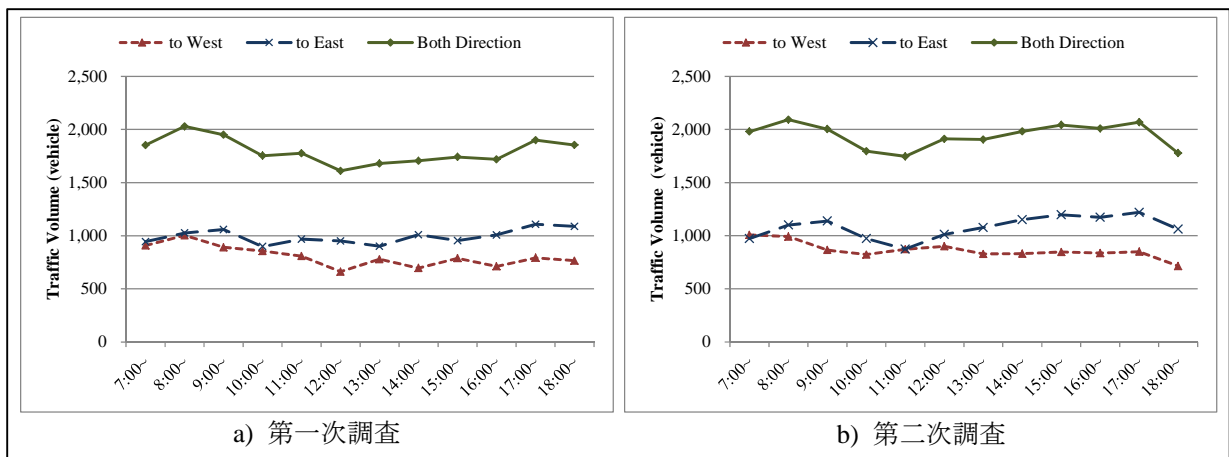 to West to East Both Direction
Traffic Volume (vehicle)
2,500
2,000
1,500
1,000
500
0
7:00~ 8:00~ 9:00~ 10:00~ 11:00~ 12:00~ 13:00~ 14:00~ 15:00~ 16:00~ 17:00~ 18:00~
a) 第一次調査
to West to East Both Direction
Traffic Volume (vehicle)
2,500
2,000
1,500
1,000
500
0
7:00~ 8:00~ 9:00~ 10:00~ 11:00~ 12:00~ 13:00~ 14:00~ 15:00~ 16:00~ 17:00~ 18:00~
b) 第二次調査